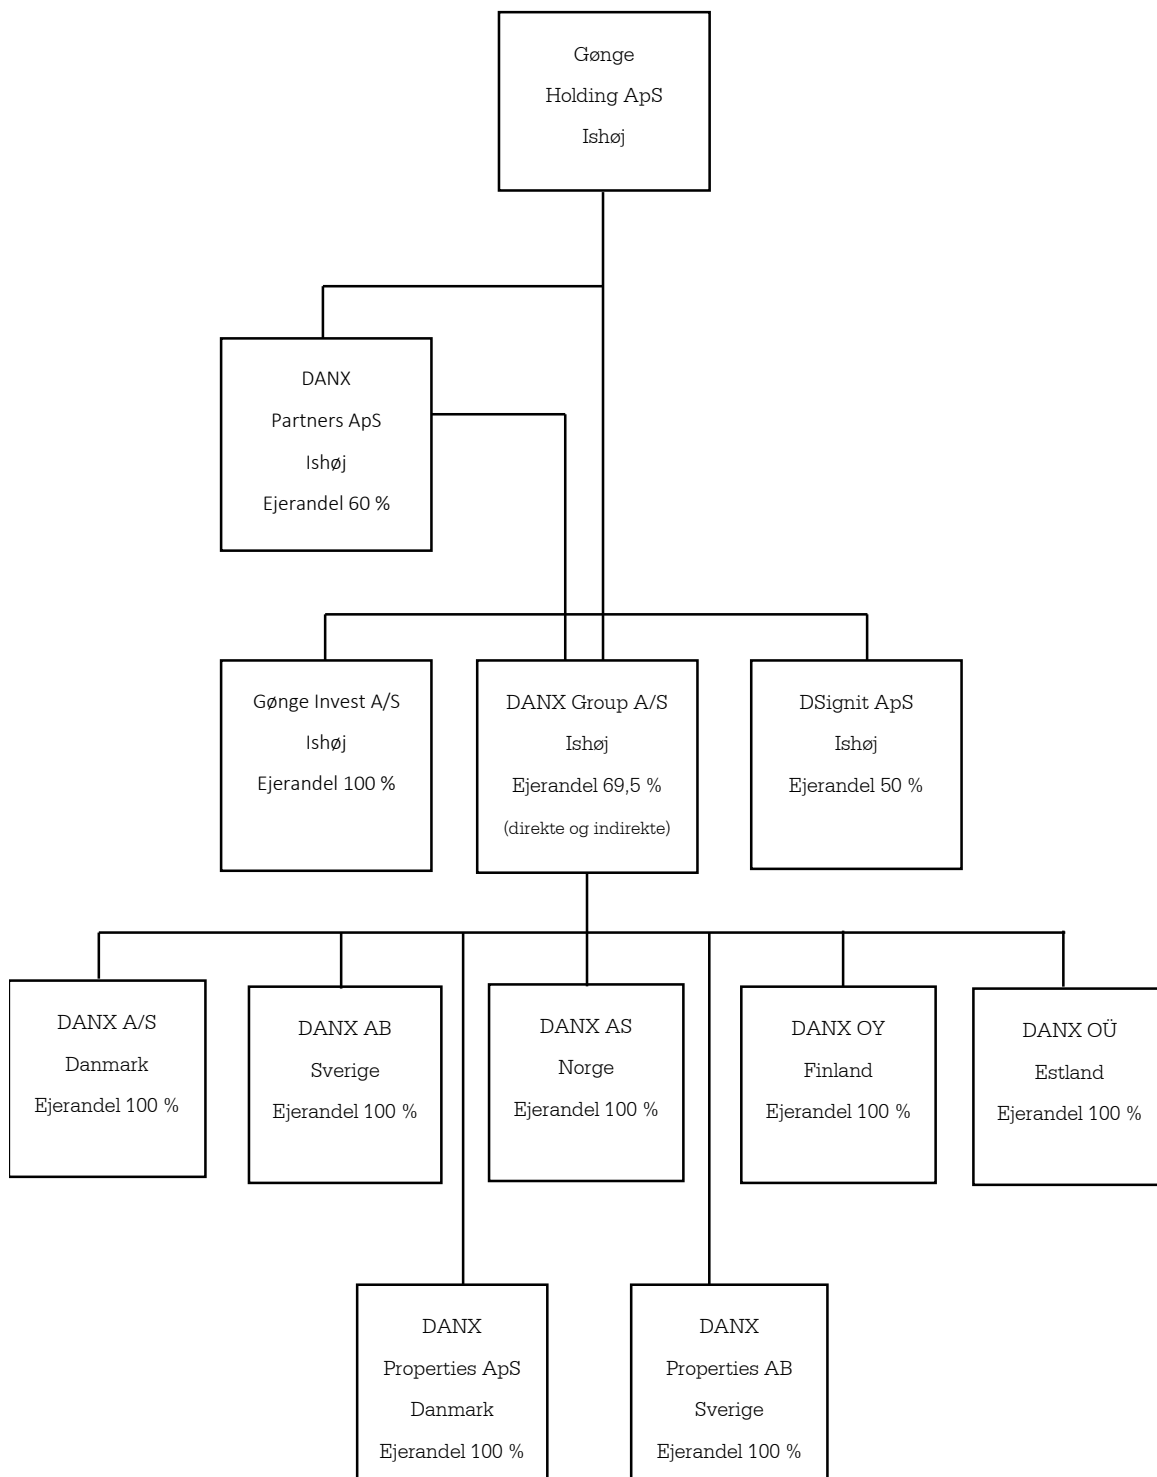 Gønge
Holding ApS
Ishøj
DANX
Partners ApS
Ishøj
Ejerandel 60 %
Gønge Invest A/S
Ishøj
Ejerandel 100 %
DANX Group A/S
Ishøj
Ejerandel 69,5 %
(direkte og indirekte)
DSignit ApS
Ishøj
Ejerandel 50 %
DANX A/S
Danmark
Ejerandel 100 %
DANX AB
Sverige
Ejerandel 100 %
DANX AS
Norge
Ejerandel 100 %
DANX OY
Finland
Ejerandel 100 %
DANX OÜ
Estland
Ejerandel 100 %
DANX
Properties ApS
Danmark
Ejerandel 100 %
DANX
Properties AB
Sverige
Ejerandel 100 %